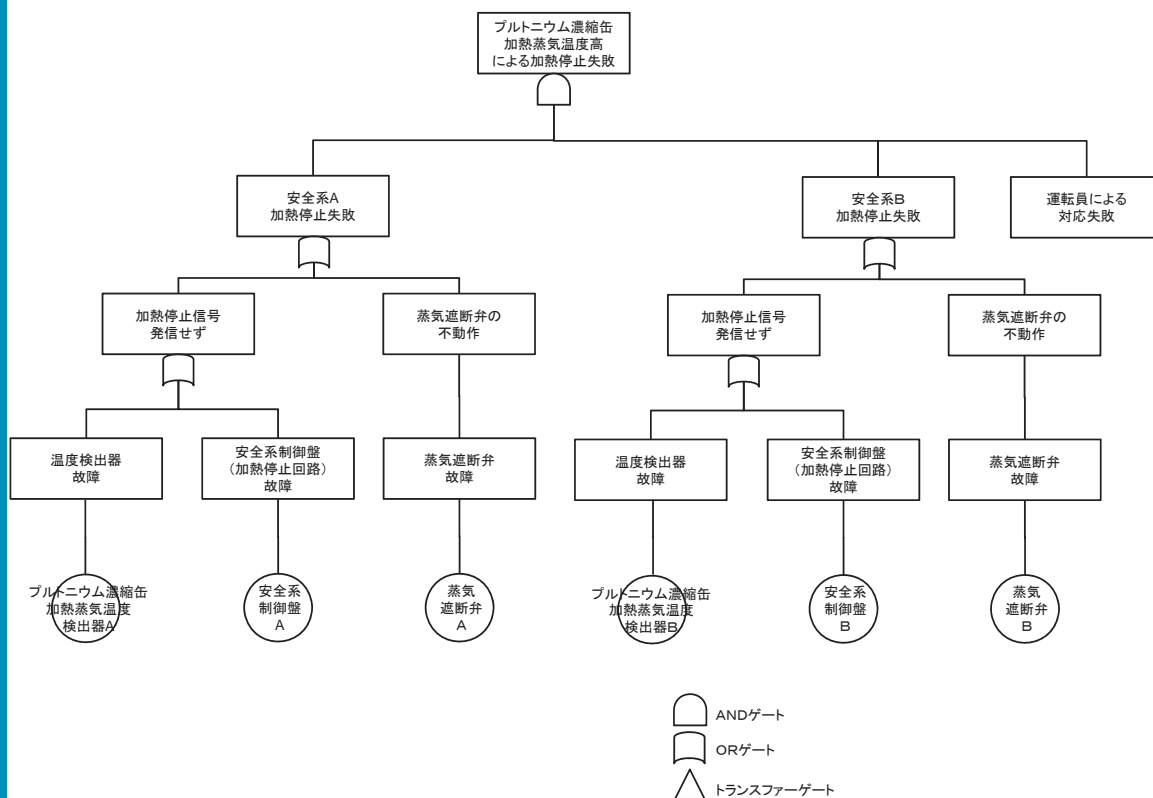 プルトニウム濃縮缶
加熱蒸気温度高
による加熱停止失敗
安全系A
加熱停止失敗
安全系B
加熱停止失敗
運転員による
対応失敗
加熱停止信号
発信せず
蒸気遮断弁の
不動作
加熱停止信号
発信せず
蒸気遮断弁の
不動作
温度検出器
故障
安全系制御盤
(加熱停止回路)
故障
蒸気遮断弁
故障
温度検出器
故障
安全系制御盤
(加熱停止回路)
故障
蒸気遮断弁
故障
プルトニウム濃縮缶
加熱蒸気温度
検出器A
安全系
制御盤
A
蒸気
遮断弁
A
プルトニウム濃縮缶
加熱蒸気温度
検出器B
安全系
制御盤
B
蒸気
遮断弁
B
ANDゲート
ORゲート
トランスファーゲート